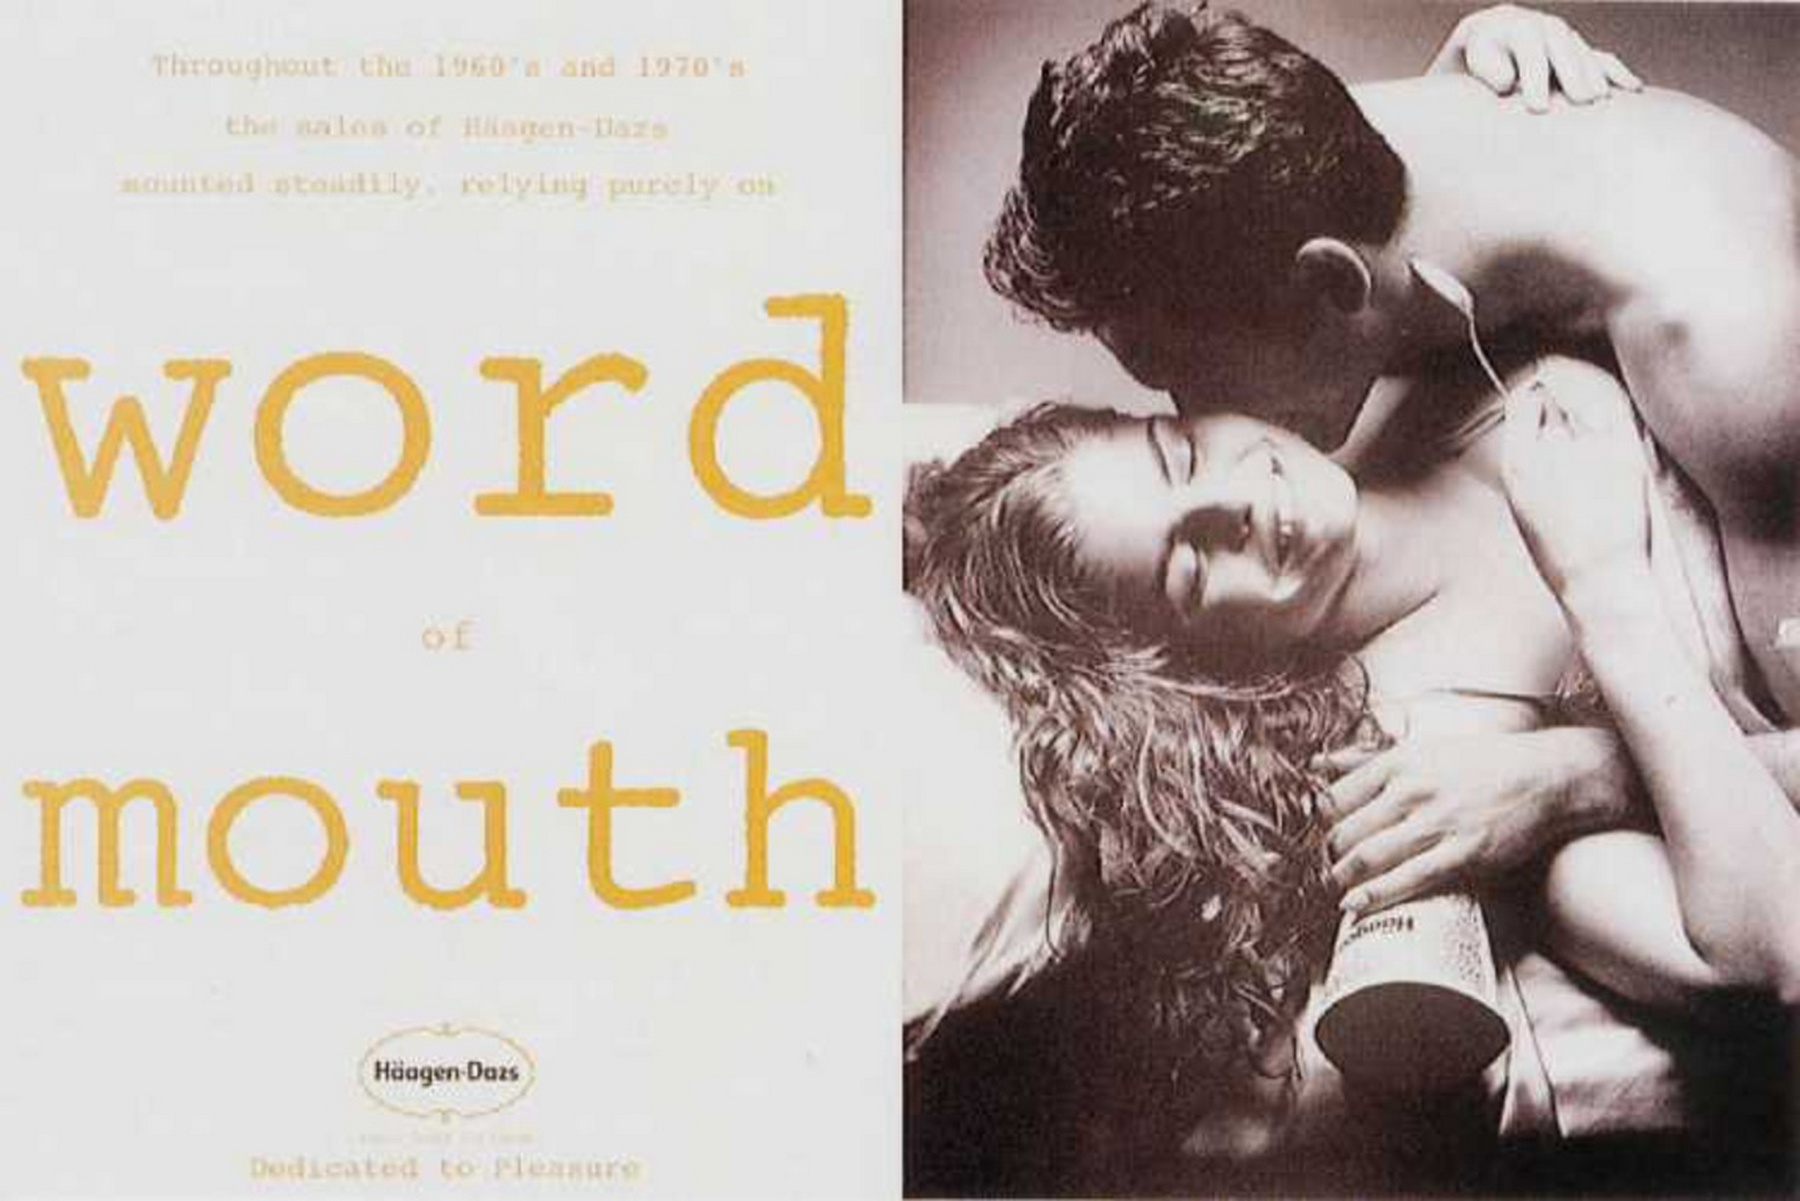 Throughout the 1960's and 1970's
the sales of Häagen-Dazs
mounted steadily, relying purely on
word
of
mouth
Häagen-Dazs
Dedicated to Pleasure